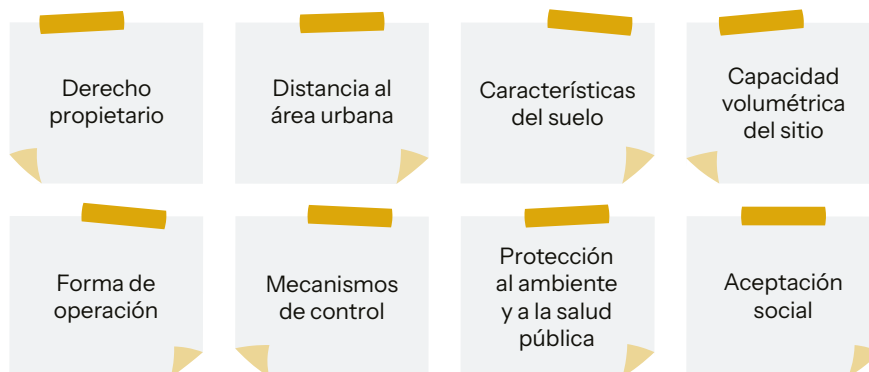 Derecho
propietario
Distancia al
área urbana
Características
del suelo
Capacidad
volumétrica
del sitio
Forma de
operación
Mecanismos
de control
Protección
al ambiente
y a la salud
pública
Aceptación
social